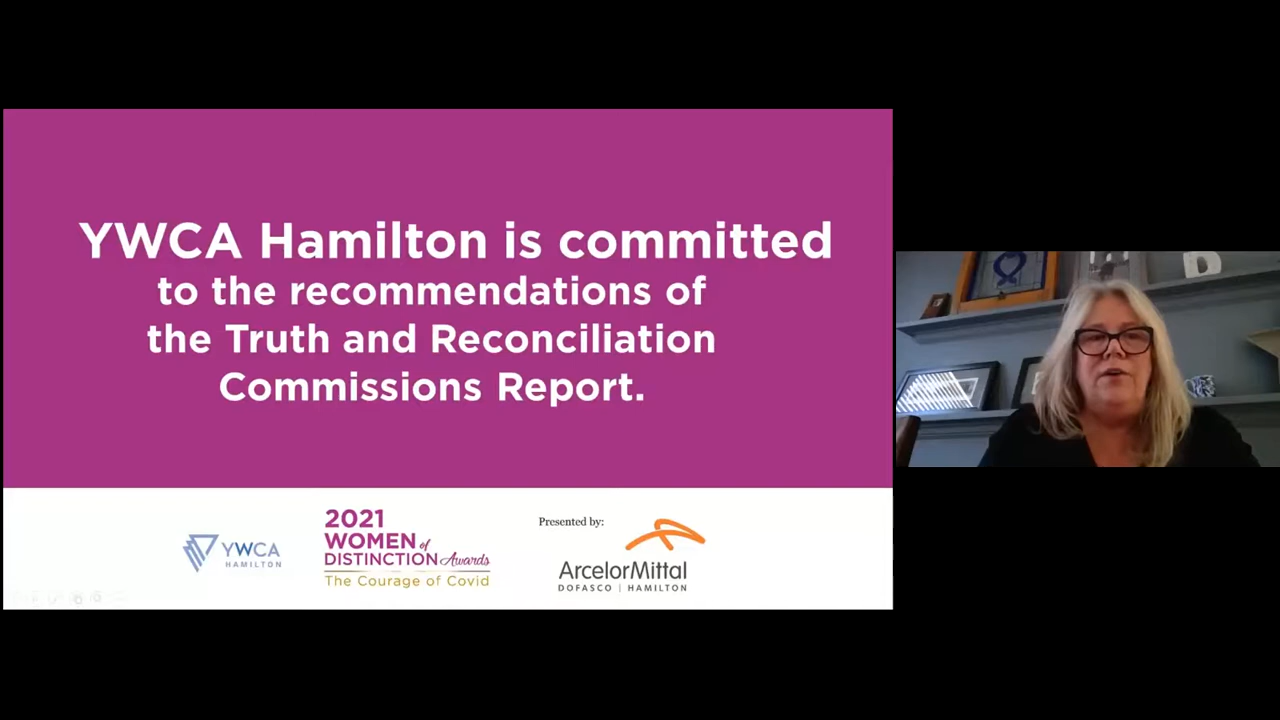 YWCA Hamilton is committed
to the recommendations of
the Truth and Reconciliation
Commissions Report.
YWCA
HAMILTON
2021
WOMEN of
DISTINCTION Awards
The Courage of Covid
Presented by:
ArcelorMittal
DOFASCO | HAMILTON
D